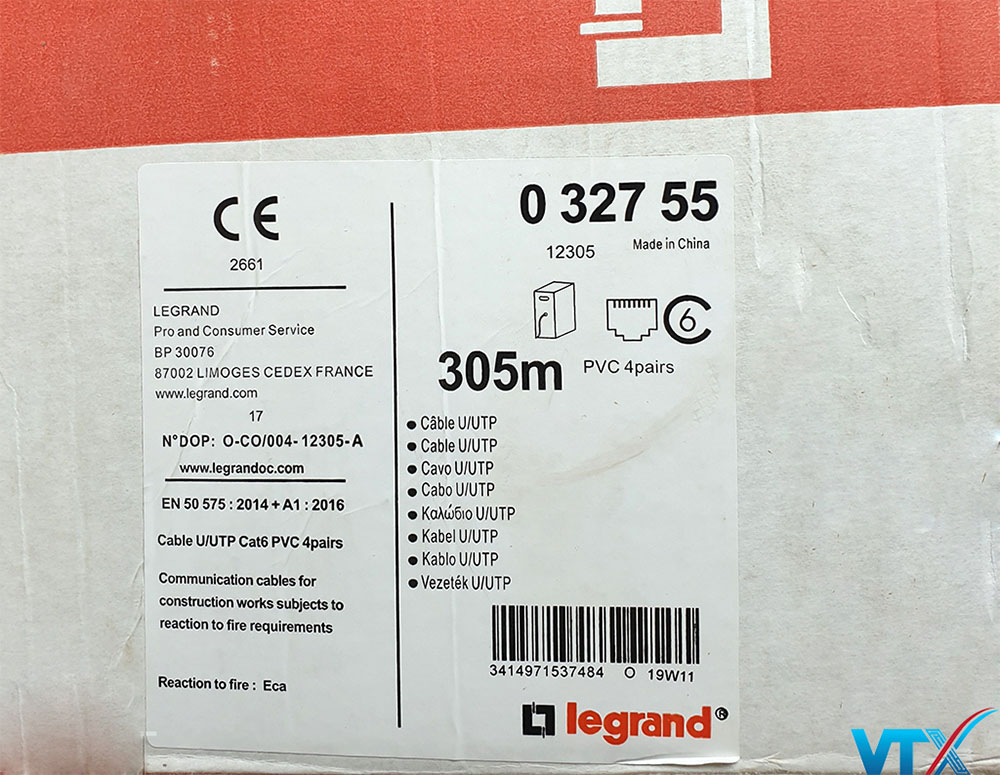 CE
2661
LEGRAND
Pro and Consumer Service
BP 30076
87002 LIMOGES CEDEX FRANCE
www.legrand.com
17
N°DOP: O-CO/004-12305-A
www.legrandoc.com
EN 50 575 : 2014 + A1 : 2016
Cable U/UTP Cat6 PVC 4pairs
Communication cables for
construction works subjects to
reaction to fire requirements
Reaction to fire : Eca
0 327 55
12305 Made in China
C6
305m PVC 4pairs
• Câble U/UTP
• Cable U/UTP
• Cavo U/UTP
• Cabo U/UTP
• Καλώδιο U/UTP
• Kabel U/UTP
• Kablo U/UTP
• Vezeték U/UTP
3414971537484 O 19W11
legrand®
VTX